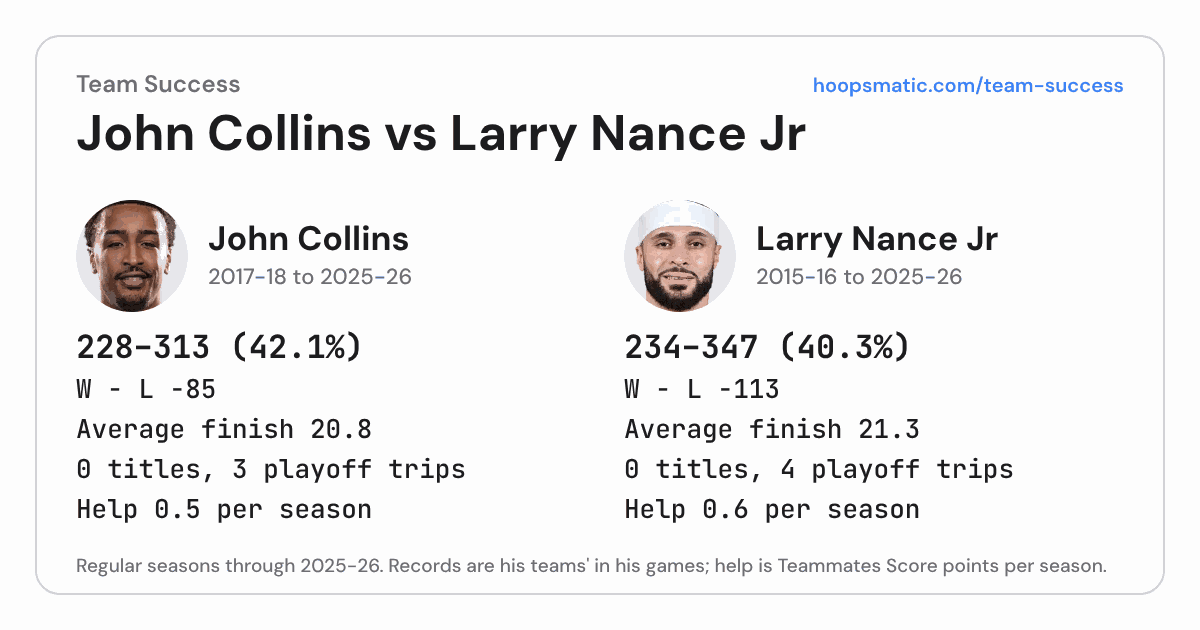 Team Success
hoopsmatic.com/team-success
John Collins vs Larry Nance Jr
John Collins
2017-18 to 2025-26
228-313 (42.1%)
W - L -85
Average finish 20.8
0 titles, 3 playoff trips
Help 0.5 per season
Larry Nance Jr
2015-16 to 2025-26
234-347 (40.3%)
W - L -113
Average finish 21.3
0 titles, 4 playoff trips
Help 0.6 per season
Regular seasons through 2025-26. Records are his teams' in his games; help is Teammates Score points per season.